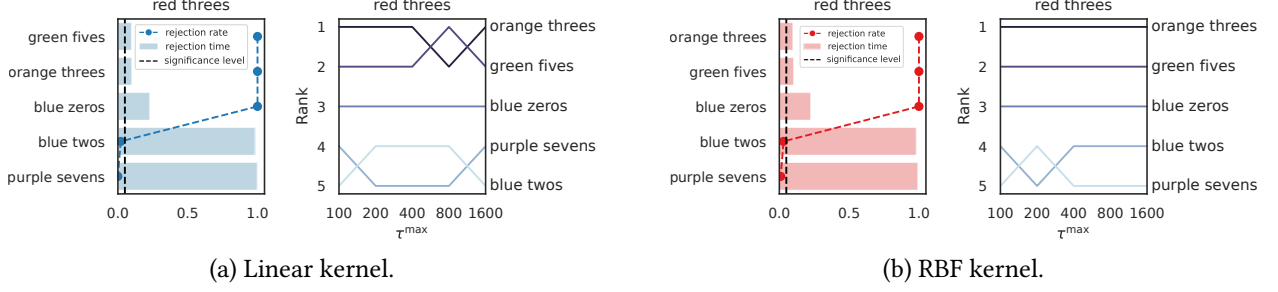 red threes
green fives
orange threes
blue zeros
blue twos
purple sevens
rejection rate
rejection time
significance level
0.0 0.5 1.0
red threes
Rank
1
2
3
4
5
orange threes
green fives
blue zeros
purple sevens
blue twos
100 200 400 800 1600
τmax
(a) Linear kernel.
red threes
orange threes
green fives
blue zeros
blue twos
purple sevens
rejection rate
rejection time
significance level
0.0 0.5 1.0
red threes
Rank
1
2
3
4
5
orange threes
green fives
blue zeros
blue twos
purple sevens
100 200 400 800 1600
τmax
(b) RBF kernel.